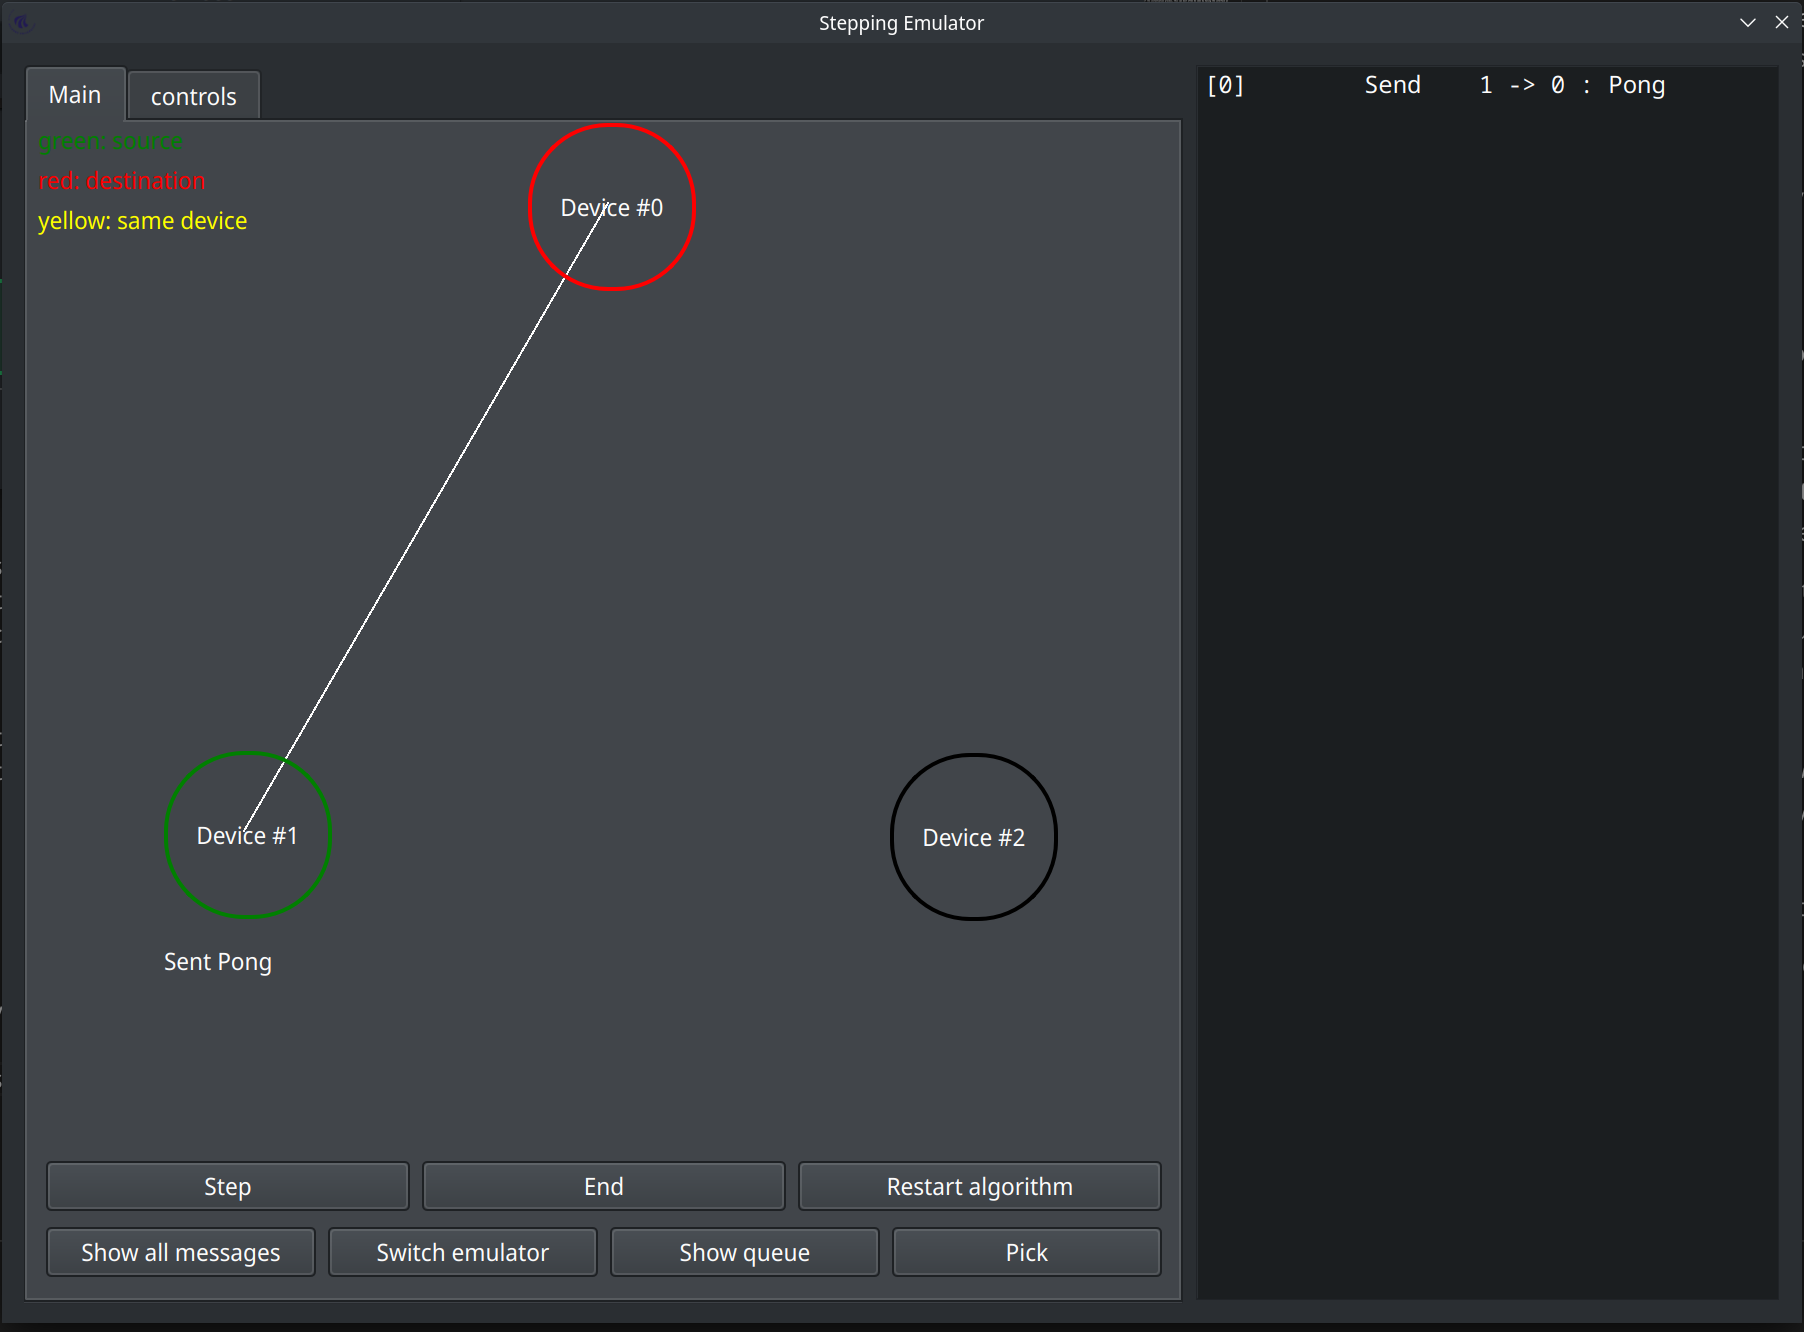 Stepping Emulator
Main
controls
green: source
red: destination
yellow: same device
Device #0
Device #1
Device #2
Sent Pong
Step
End
Restart algorithm
Show all messages
Switch emulator
Show queue
Pick
[0] Send 1 -> 0 : Pong